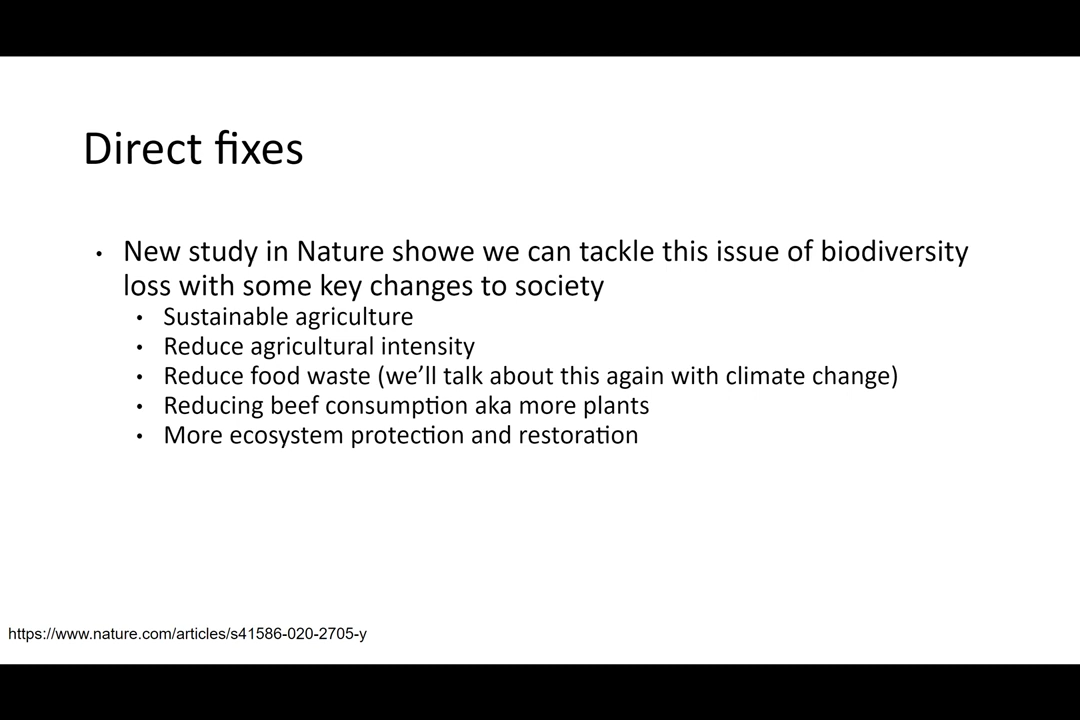 Direct fixes
• New study in Nature showe we can tackle this issue of biodiversity
loss with some key changes to society
• Sustainable agriculture
• Reduce agricultural intensity
• Reduce food waste (we’ll talk about this again with climate change)
• Reducing beef consumption aka more plants
• More ecosystem protection and restoration
https://www.nature.com/articles/s41586-020-2705-y